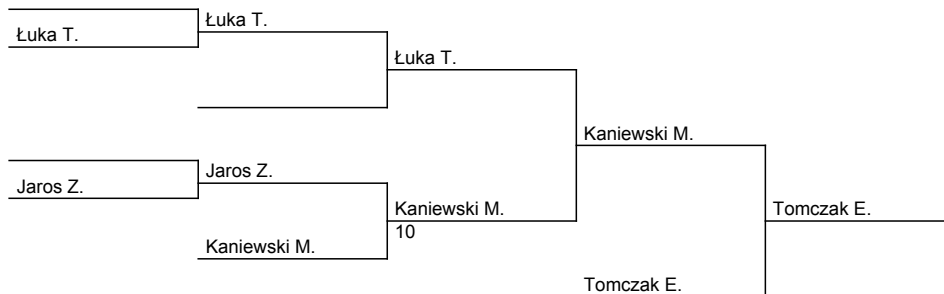 Łuka T.
Łuka T.
Łuka T.
Kaniewski M.
Jaros Z.
Jaros Z.
Kaniewski M.
10
Tomczak E.
Kaniewski M.
Tomczak E.